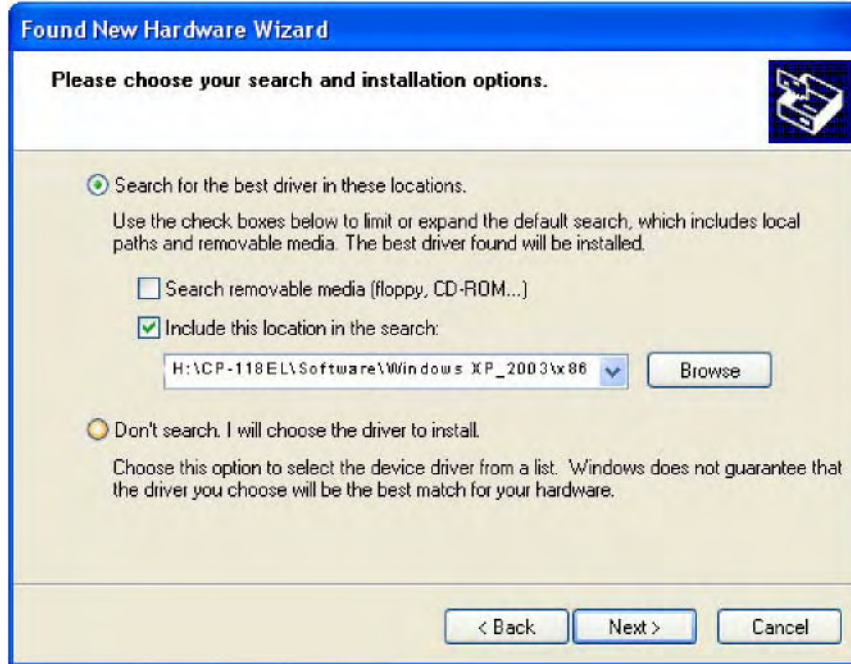 Found New Hardware Wizard
Please choose your search and installation options.
Search for the best driver in these locations.
Use the check boxes below to limit or expand the default search, which includes local
paths and removable media. The best driver found will be installed.
Search removable media (floppy, CD-ROM...)
Include this location in the search:
H:\CP-118EL\Software\Windows XP_2003\x86
Browse
Don't search. I will choose the driver to install.
Choose this option to select the device driver from a list. Windows does not guarantee that
the driver you choose will be the best match for your hardware.
< Back
Next >
Cancel